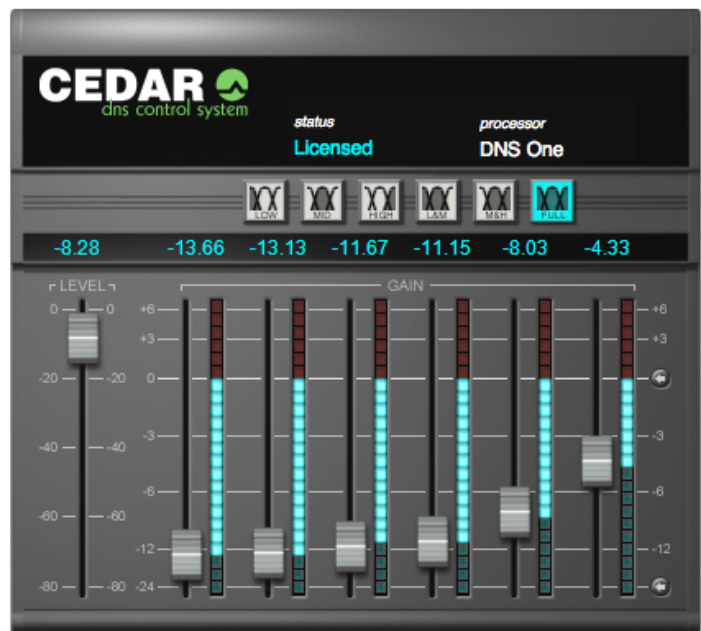 CEDAR
dns control system
status
processor
Licensed
DNS One
LOW MID HIGH L&M M&H FULL
-8.28 -13.66 -13.13 -11.67 -11.15 -8.03 -4.33
LEVEL GAIN
0 0 +6 +6
+3 +3
-20 -20 0
-3 -3
-40 -40
-6 -6
-60 -60
-12 -12
-80 -80 -24